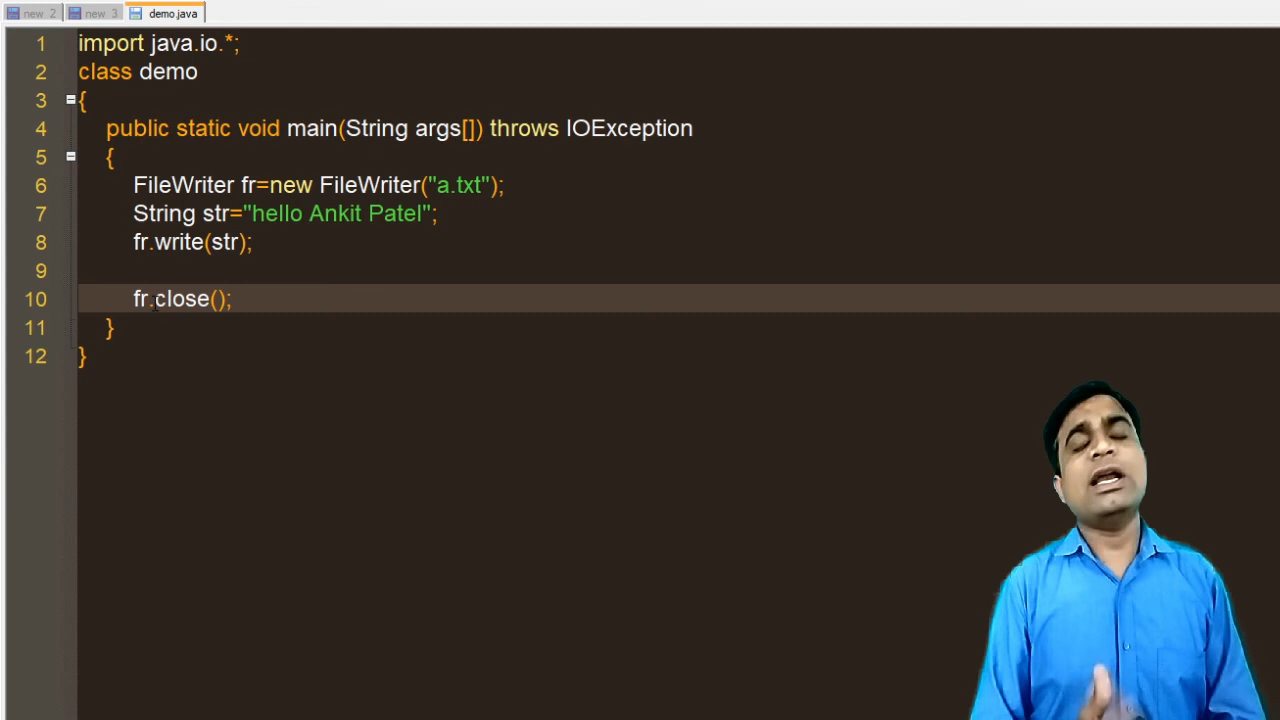 new 2 new 3 demo.java
1 import java.io.*;
2 class demo
3 {
4 public static void main(String args[]) throws IOException
5 {
6 FileWriter fr=new FileWriter("a.txt");
7 String str="hello Ankit Patel";
8 fr.write(str);
9
10 fr.close();
11 }
12 }